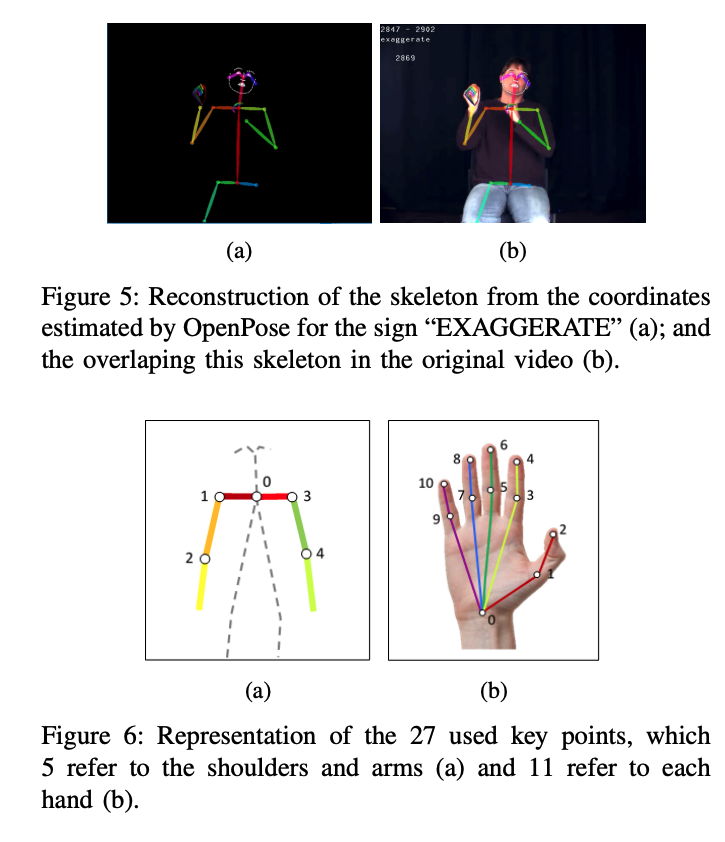 2847 - 2902
exaggerate
2869
(a)
(b)
Figure 5: Reconstruction of the skeleton from the coordinates
estimated by OpenPose for the sign “EXAGGERATE” (a); and
the overlaping this skeleton in the original video (b).
0
1
3
2
4
6
8
4
10
5
7
3
9
2
1
0
(a)
(b)
Figure 6: Representation of the 27 used key points, which
5 refer to the shoulders and arms (a) and 11 refer to each
hand (b).